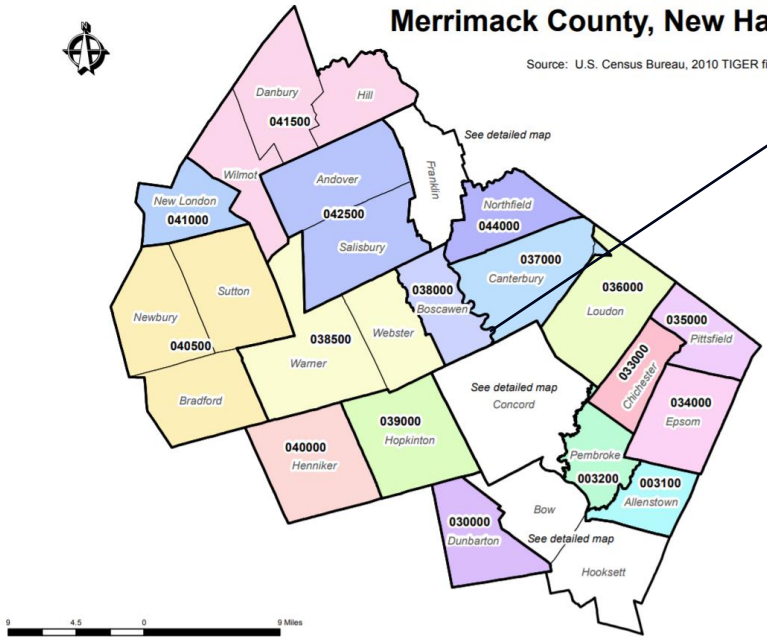 Merrimack County, New Ha
N
Source: U.S. Census Bureau, 2010 TIGER fi
Danbury
Hill
041500
See detailed map
Wilmot
Andover
Franklin
New London
041000
042500
Northfield
044000
Salisbury
037000
Canterbury
Sutton
038000
Boscawen
036000
Loudon
Newbury
040500
038500
Warner
Webster
035000
Pittsfield
033000
Chichester
Bradford
See detailed map
Concord
034000
Epsom
039000
Hopkinton
040000
Henniker
Pembroke
003200
003100
Allenstown
030000
Dunbarton
Bow
See detailed map
Hooksett
9 4.5 0 9 Miles